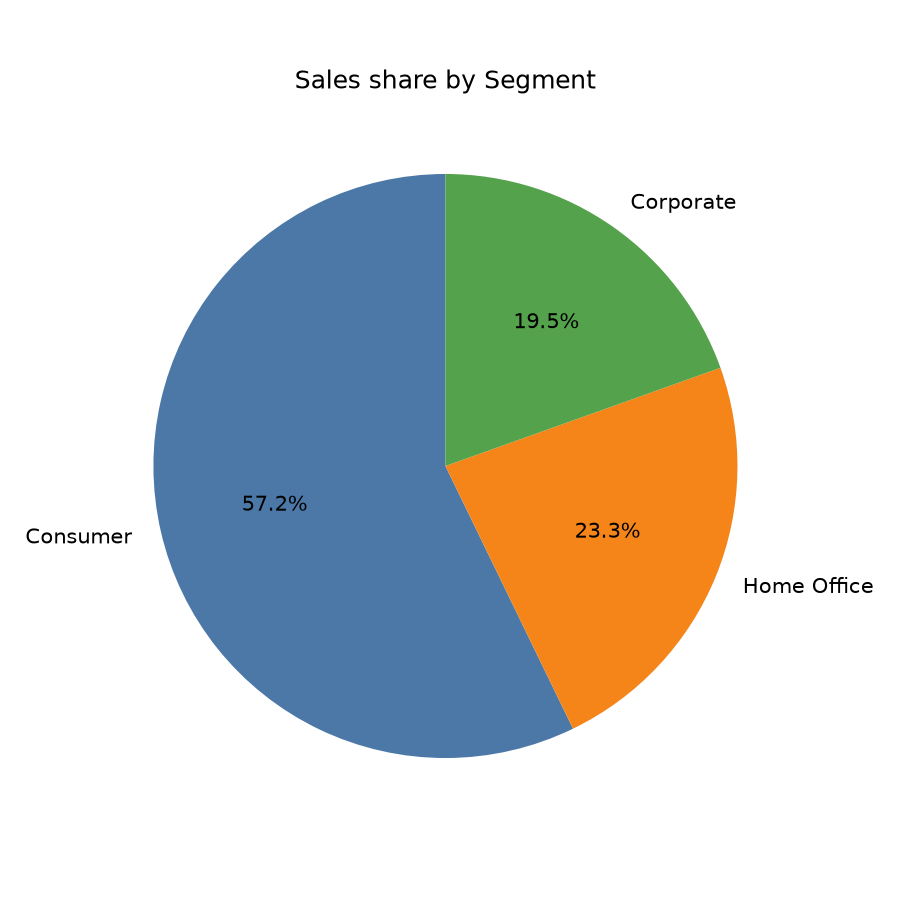 Sales share by Segment
Corporate
19.5%
57.2%
Consumer
23.3%
Home Office